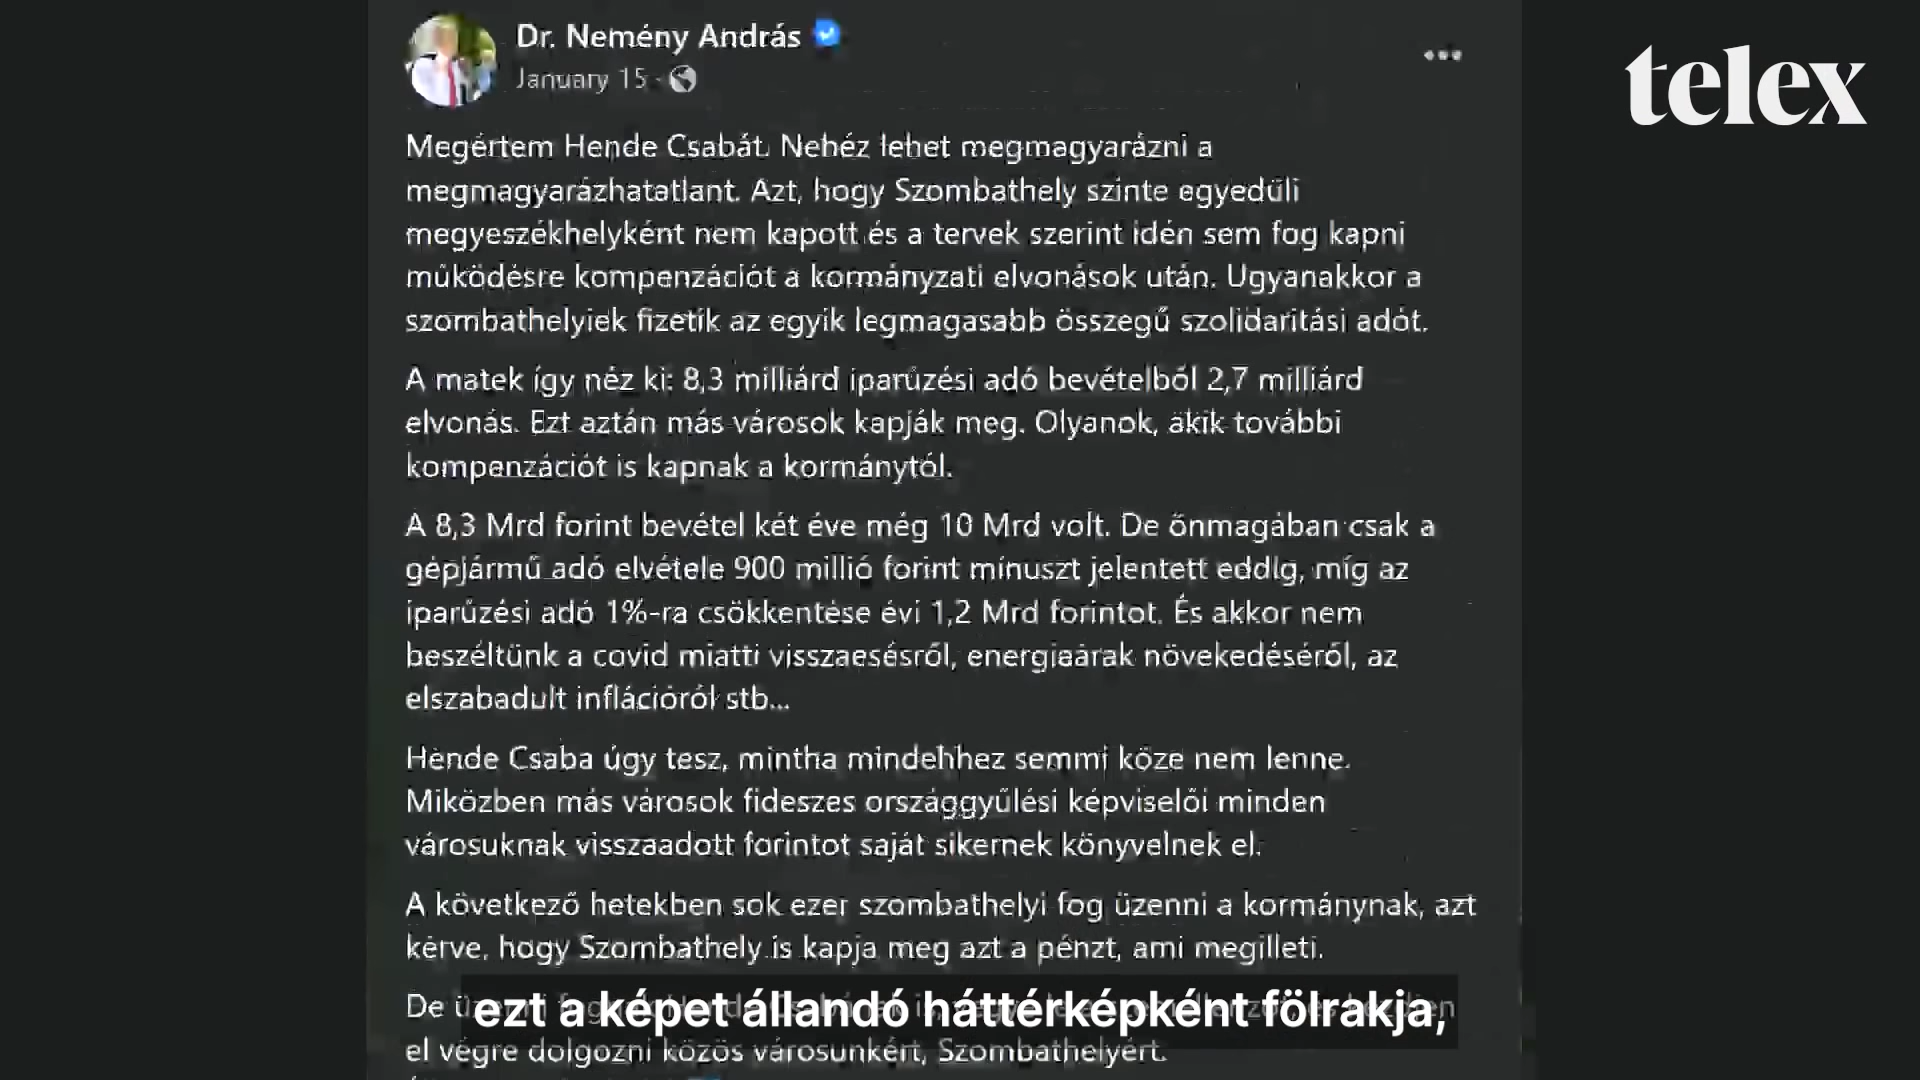 Dr. Nemény András
January 15
telex
Megértem Hende Csabát. Nehéz lehet megmagyarázni a
megmagyarázhatatlant. Azt, hogy Szombathely szinte egyedüli
megyeszékhelyként nem kapott és a tervek szerint idén sem fog kapni
működésre kompenzációt a kormányzati elvonások után. Ugyanakkor a
szombathelyiek fizetik az egyik legmagasabb összegű szolidaritási adót.
A matek így néz ki: 8,3 milliárd iparűzési adó bevételből 2,7 milliárd
elvonás. Ezt aztán más városok kapják meg. Olyanok, akik további
kompenzációt is kapnak a kormánytól.
A 8,3 Mrd forint bevétel két éve még 10 Mrd volt. De önmagában csak a
gépjármű adó elvétele 900 millió forint mínuszt jelentett eddig, míg az
iparűzési adó 1%-ra csökkentése évi 1,2 Mrd forintot. És akkor nem
beszéltünk a covid miatti visszaesésről, energiaárak növekedéséről, az
elszabadult inflációról stb...
Hende Csaba úgy tesz, mintha mindehhez semmi köze nem lenne.
Miközben más városok fideszes országgyűlési képviselői minden
városuknak visszaadott forintot saját sikernek könyvelnek el.
A következő hetekben sok ezer szombathelyi fog üzenni a kormánynak, azt
kérve, hogy Szombathely is kapja meg azt a pénzt, ami megilleti.
De
ezt a képet állandó háttérképként fölrakja,
el végre dolgozni közös városunkért, Szombathelyért.